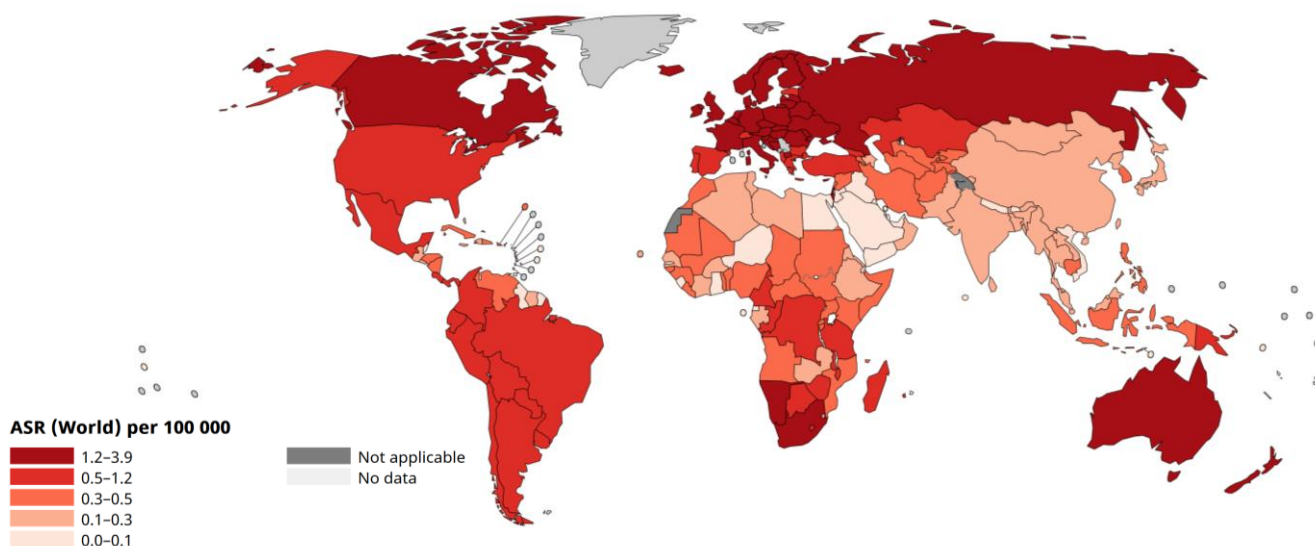 ASR (World) per 100 000
1.2–3.9
0.5–1.2
0.3–0.5
0.1–0.3
0.0–0.1
Not applicable
No data